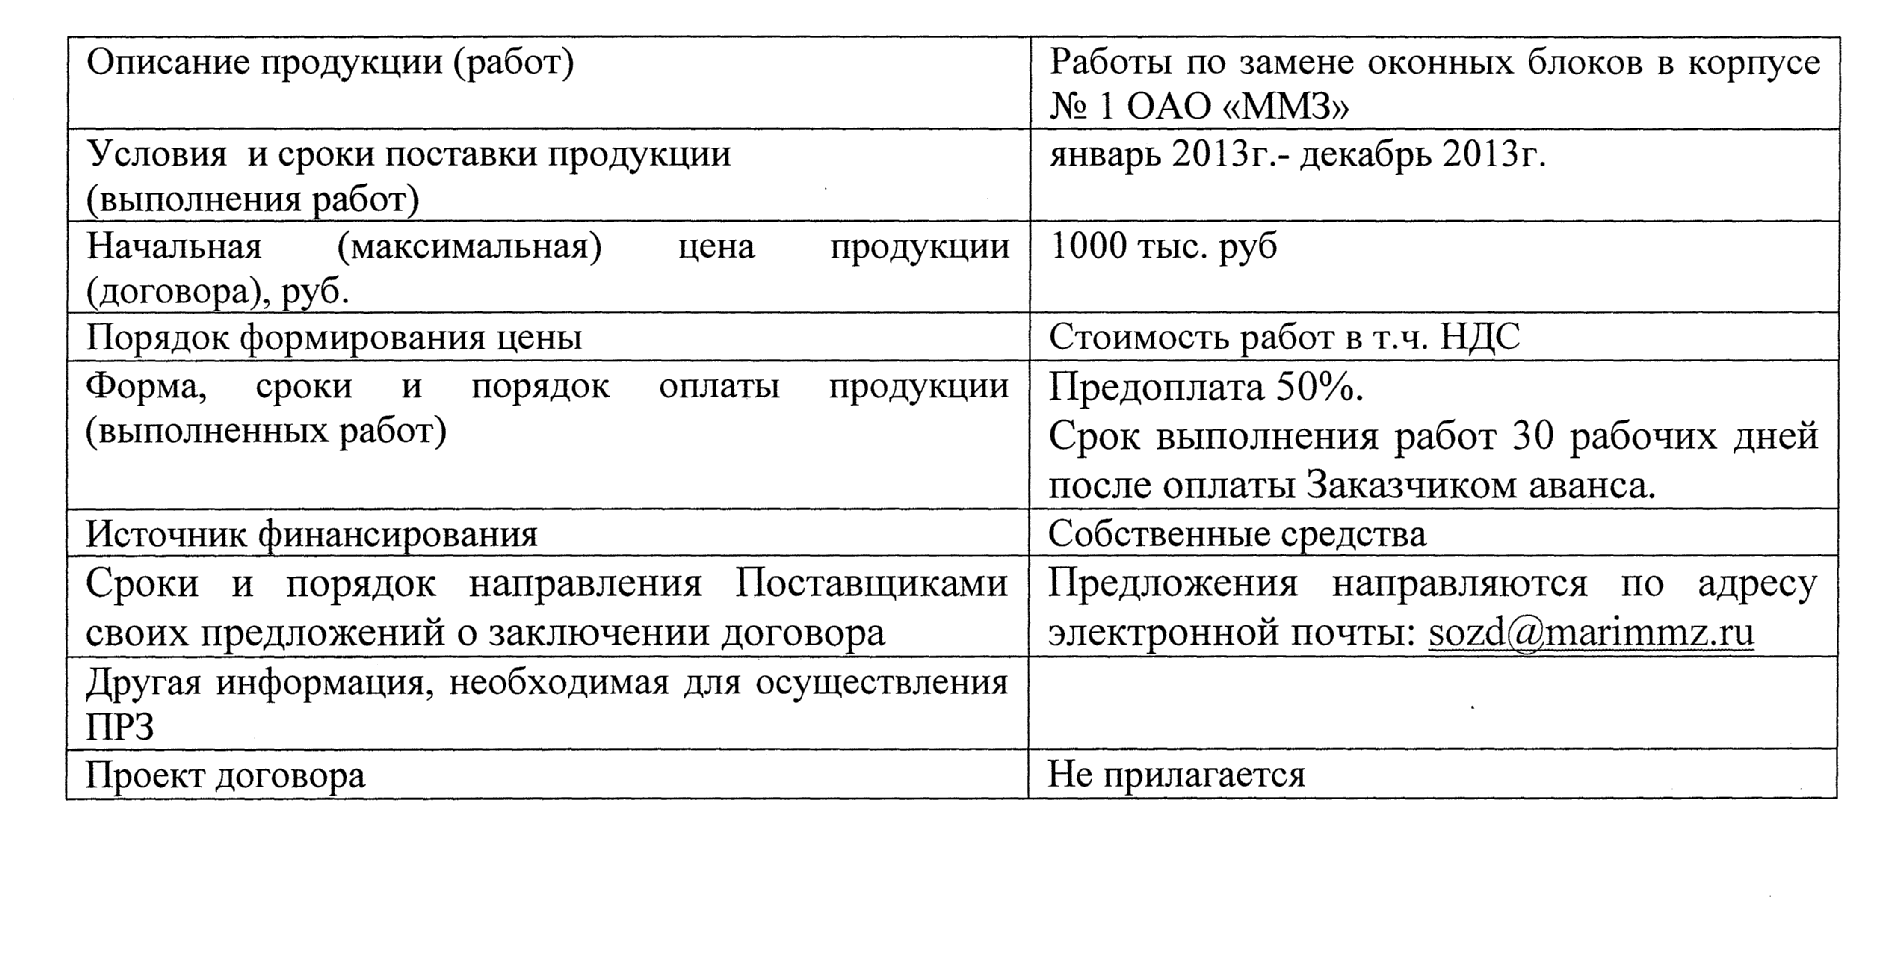 Описание продукции (работ)
Работы по замене оконных блоков в корпусе
№ 1 ОАО «ММЗ»
Условия  и сроки поставки продукции
(выполнения работ)
январь 2013г.- декабрь 2013г.
Начальная (максимальная) цена продукции
(договора), руб.
1000 тыс. руб
Порядок формирования цены
Стоимость работ в т.ч. НДС
Форма, сроки и порядок оплаты продукции
(выполненных работ)
Предоплата 50%.
Срок выполнения работ 30 рабочих дней
после оплаты Заказчиком аванса.
Источник финансирования
Собственные средства
Сроки и порядок направления Поставщиками
своих предложений о заключении договора
Предложения направляются по адресу
электронной почты: sozd@marimmz.ru
Другая информация, необходимая для осуществления
ПРЗ
Проект договора
Не прилагается